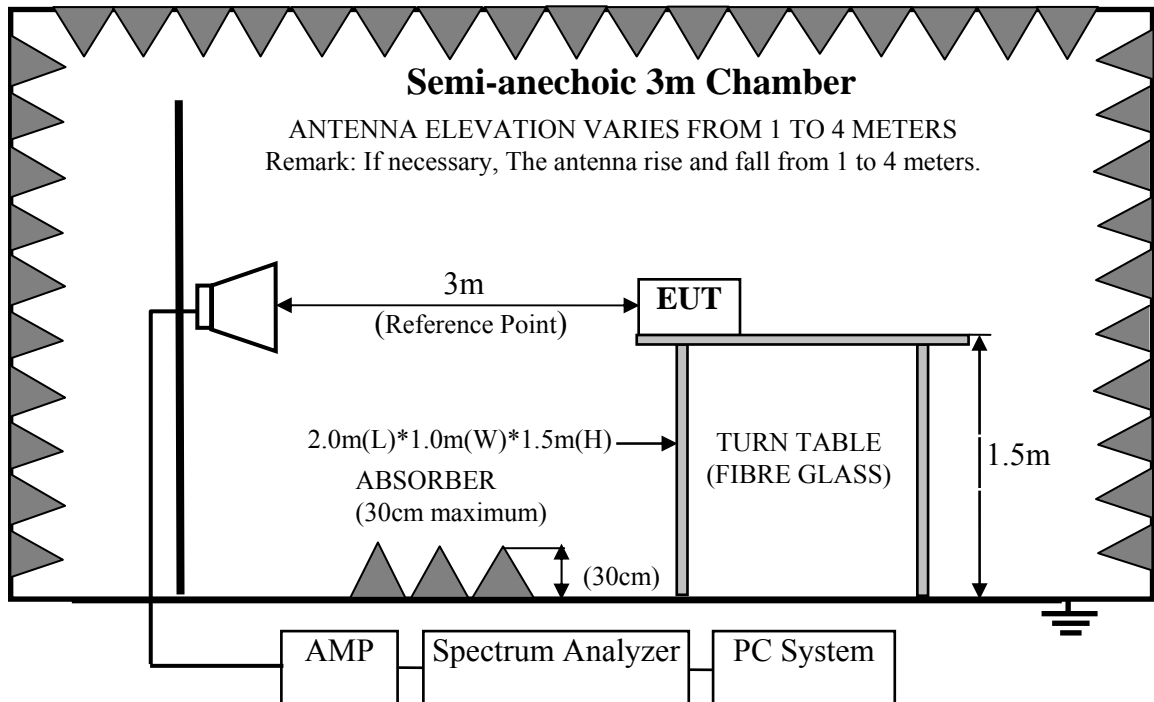 Semi-anechoic 3m Chamber
ANTENNA ELEVATION VARIES FROM 1 TO 4 METERS
Remark: If necessary, The antenna rise and fall from 1 to 4 meters.
3m
(Reference Point)
EUT
2.0m(L)*1.0m(W)*1.5m(H)
TURN TABLE
(FIBRE GLASS)
1.5m
ABSORBER
(30cm maximum)
(30cm)
AMP
Spectrum Analyzer
PC System